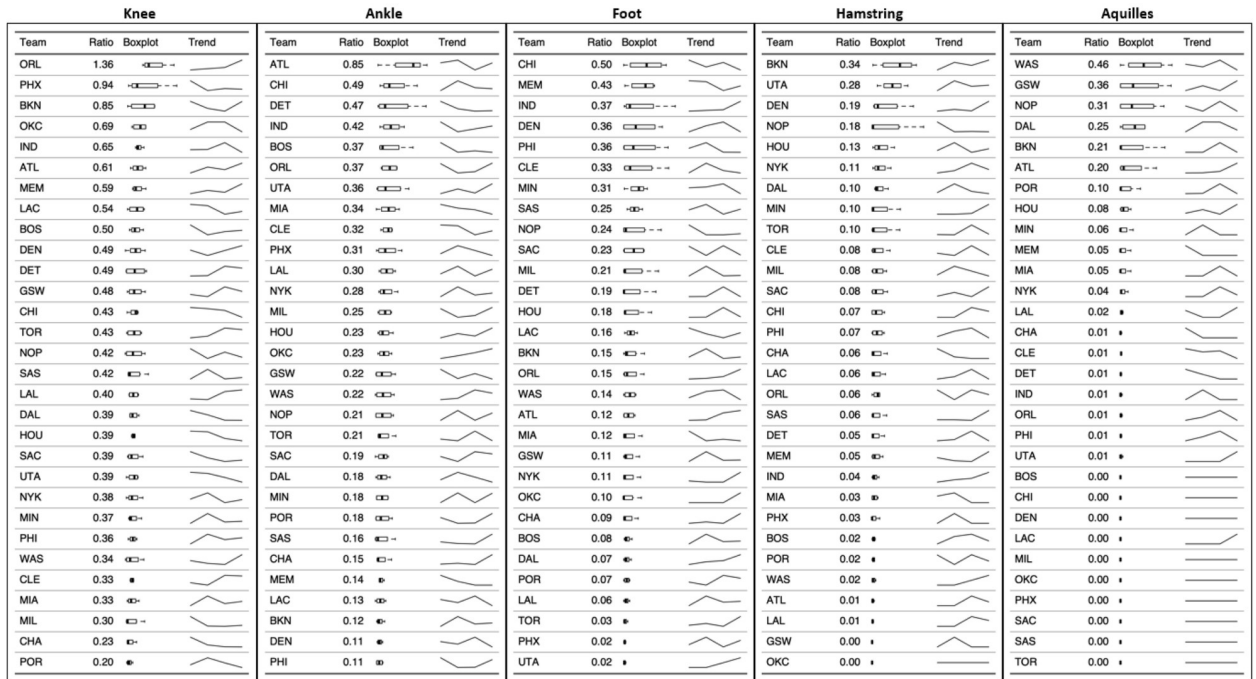 Knee Ankle Foot Hamstring Aquilles
Team Ratio Boxplot Trend Team Ratio Boxplot Trend Team Ratio Boxplot Trend Team Ratio Boxplot Trend Team Ratio Boxplot Trend
ORL 1.36 ATL 0.85 CHI 0.50 BKN 0.34 WAS 0.46
PHX 0.94 CHI 0.49 MEM 0.43 UTA 0.28 GSW 0.36
BKN 0.85 DET 0.47 IND 0.37 DEN 0.19 NOP 0.31
OKC 0.69 IND 0.42 DEN 0.36 NOP 0.18 DAL 0.25
IND 0.65 BOS 0.37 PHI 0.36 HOU 0.13 BKN 0.21
ATL 0.61 ORL 0.37 CLE 0.33 NYK 0.11 ATL 0.20
MEM 0.59 UTA 0.36 MIN 0.31 DAL 0.10 POR 0.10
LAC 0.54 MIA 0.34 SAS 0.25 MIN 0.10 HOU 0.08
BOS 0.50 CLE 0.32 NOP 0.24 TOR 0.10 MIN 0.06
DEN 0.49 PHX 0.31 SAC 0.23 CLE 0.08 MEM 0.05
DET 0.49 LAL 0.30 MIL 0.21 MIL 0.08 MIA 0.05
GSW 0.48 NYK 0.28 DET 0.19 SAC 0.08 NYK 0.04
CHI 0.43 MIL 0.25 HOU 0.18 CHI 0.07 LAL 0.02
TOR 0.43 HOU 0.23 LAC 0.16 PHI 0.07 CHA 0.01
NOP 0.42 OKC 0.23 BKN 0.15 CHA 0.06 CLE 0.01
SAS 0.42 GSW 0.22 ORL 0.15 LAC 0.06 DET 0.01
LAL 0.40 WAS 0.22 WAS 0.14 ORL 0.06 IND 0.01
DAL 0.39 NOP 0.21 ATL 0.12 SAS 0.06 ORL 0.01
HOU 0.39 TOR 0.21 MIA 0.12 DET 0.05 PHI 0.01
SAC 0.39 SAC 0.19 GSW 0.11 MEM 0.05 UTA 0.01
UTA 0.39 DAL 0.18 NYK 0.11 IND 0.04 BOS 0.00
NYK 0.38 MIN 0.18 OKC 0.10 MIA 0.03 CHI 0.00
MIN 0.37 POR 0.18 CHA 0.09 PHX 0.03 DEN 0.00
PHI 0.36 SAS 0.16 BOS 0.08 BOS 0.02 LAC 0.00
WAS 0.34 CHA 0.15 DAL 0.07 POR 0.02 MIL 0.00
CLE 0.33 MEM 0.14 POR 0.07 WAS 0.02 OKC 0.00
MIA 0.33 LAC 0.13 LAL 0.06 ATL 0.01 PHX 0.00
MIL 0.30 BKN 0.12 TOR 0.03 LAL 0.01 SAC 0.00
CHA 0.23 DEN 0.11 PHX 0.02 GSW 0.00 SAS 0.00
POR 0.20 PHI 0.11 UTA 0.02 OKC 0.00 TOR 0.00